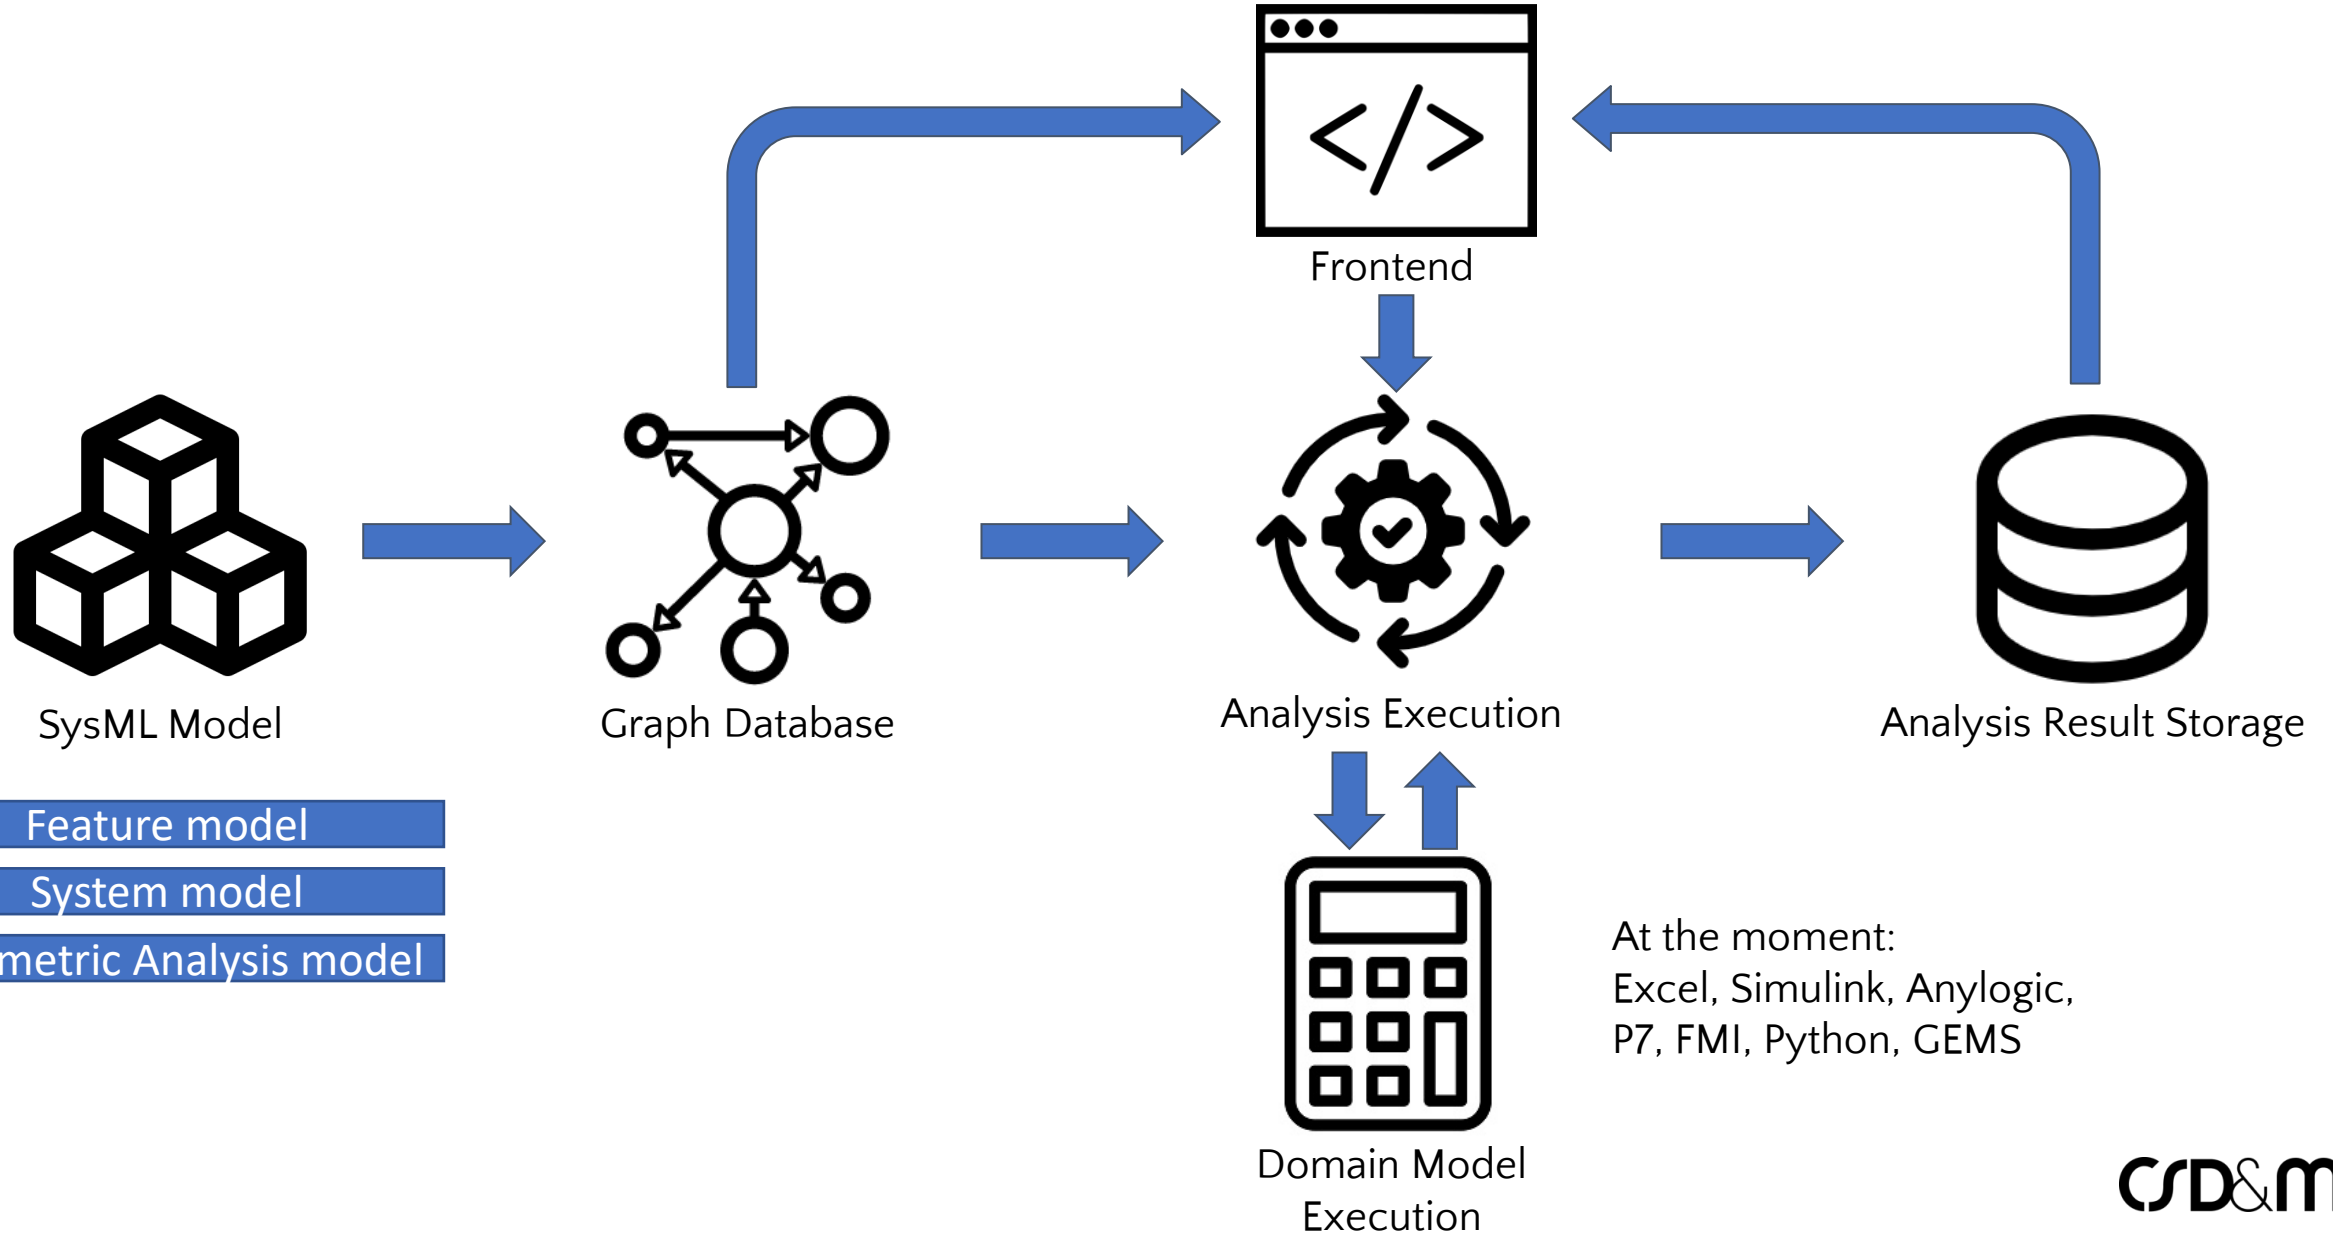 Frontend
SysML Model
Graph Database
Analysis Execution
Analysis Result Storage
Feature model
System model
metric Analysis model
At the moment:
Excel, Simulink, Anylogic,
P7, FMI, Python, GEMS
Domain Model
Execution
CSD&M